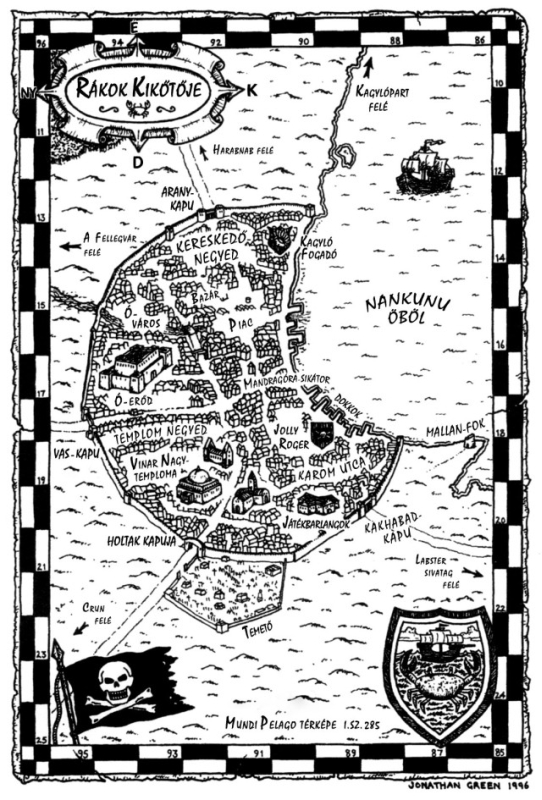 96
94
É
92
90
88
86
RÁKOK KIKÖTŐJE
NY
K
D
10
11
12
13
14
15
16
17
18
19
20
21
22
23
24
25
KAGYLÓPART
FELÉ
HARABNAB FELÉ
ARANY-
KAPU
A FELLEGVÁR
FELÉ
KERESKEDŐ
NEGYED
KAGYLÓ
FOGADÓ
BAZÁR
Ó-
VÁROS
PIAC
NANKUNU
ÖBÖL
MANDRAGÓRA-SIKÁTOR
Ó-ERŐD
DOKKOK
TEMPLOM NEGYED
JOLLY
ROGER
MALLAN-FOK
VAS-KAPU
VINAR NAGY-
TEMPLOMA
KAROM UTCA
JÁTÉKBARLANGOK
KAKHABAD-
KAPU
HOLTAK KAPUJA
LABSTER
SIVATAG
FELÉ
CRUN
FELÉ
TEMETŐ
MUNDI PELAGO TÉRKÉPE I.SZ. 285
95
93
91
89
87
85
JONATHAN GREEN 1996